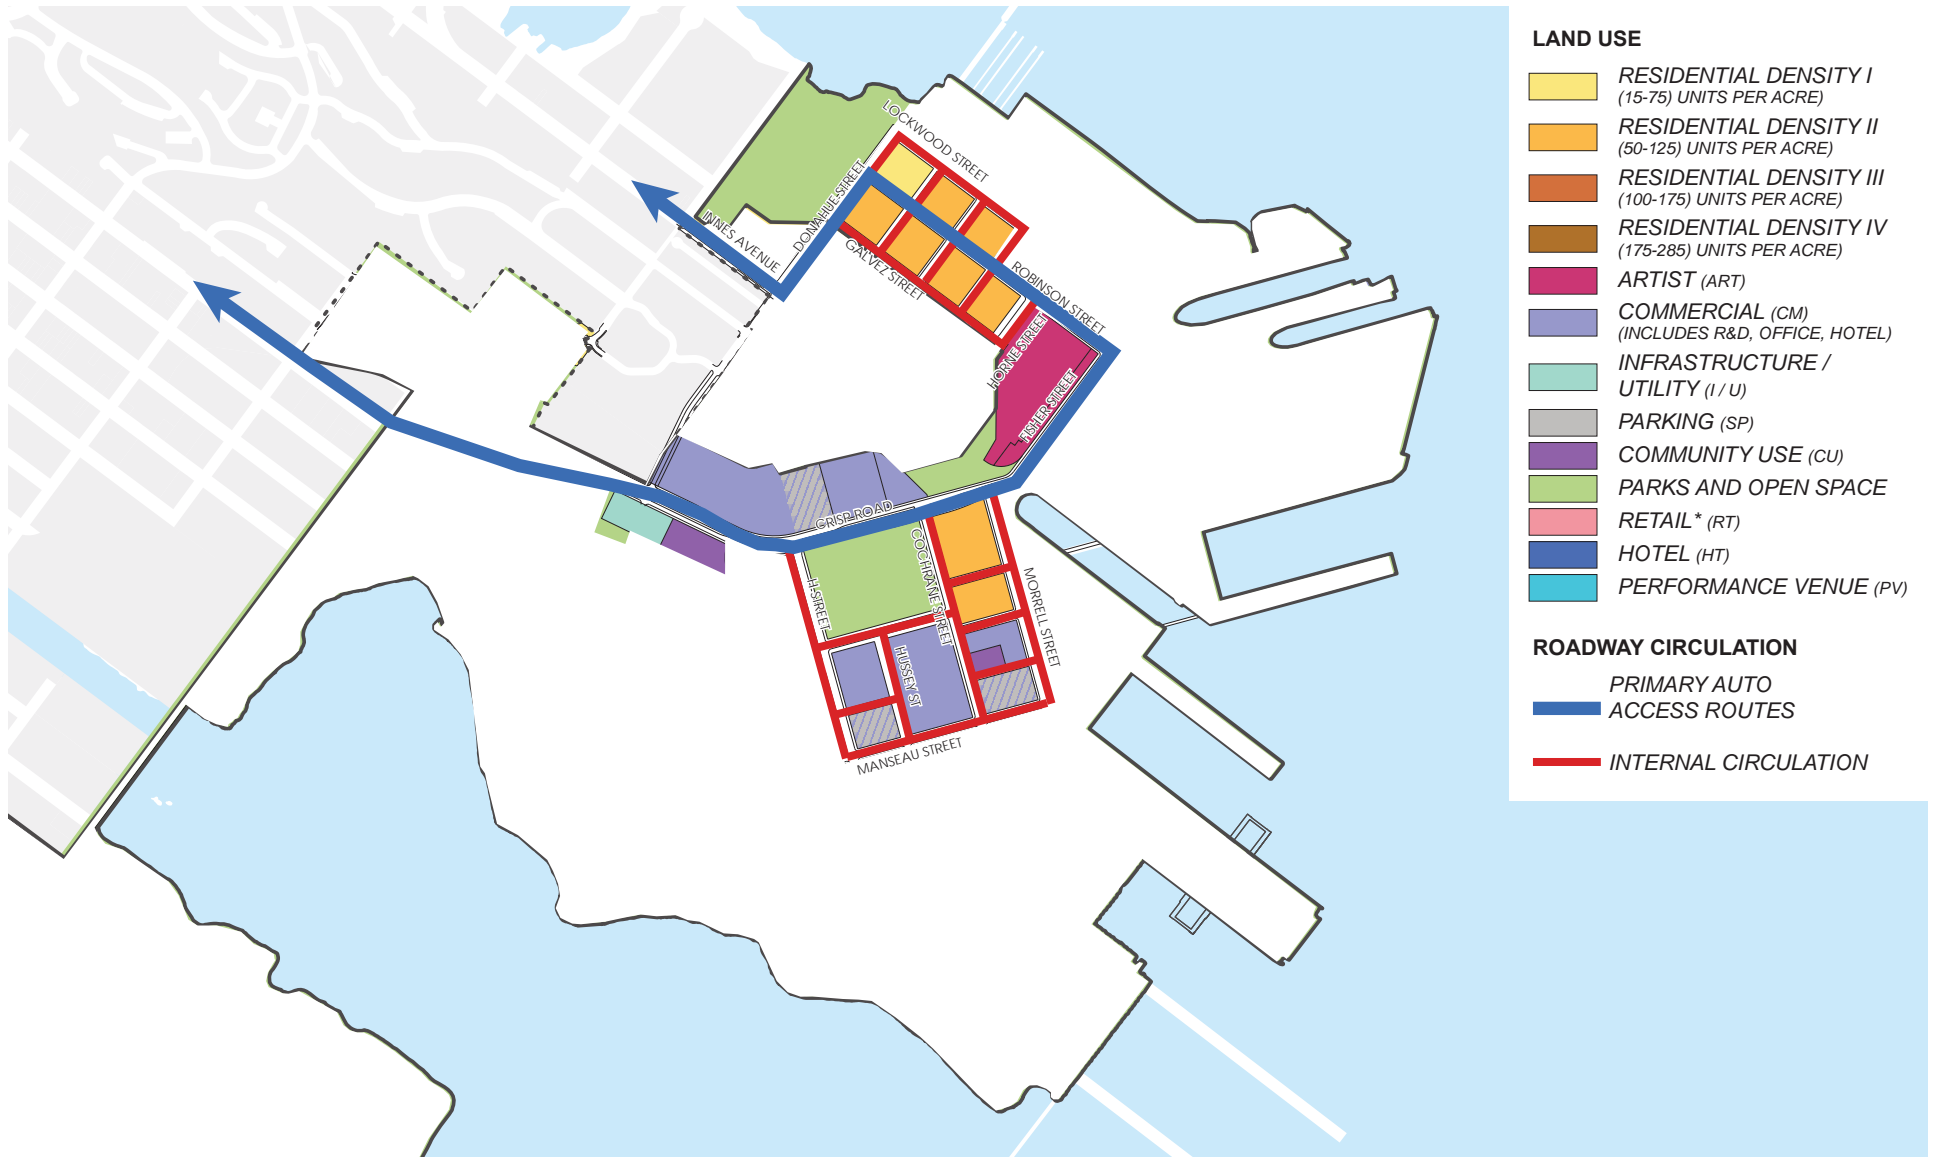 LOCKWOOD STREET
DONAHUE STREET
INNES AVENUE
GALVEZ STREET
ROBINSON STREET
HORNE STREET
FISHER STREET
CRISP ROAD
COCHRANE STREET
H STREET
MORRELL STREET
HUSSEY ST
MANSEAU STREET
LAND USE
RESIDENTIAL DENSITY I
(15-75) UNITS PER ACRE)
RESIDENTIAL DENSITY II
(50-125) UNITS PER ACRE)
RESIDENTIAL DENSITY III
(100-175) UNITS PER ACRE)
RESIDENTIAL DENSITY IV
(175-285) UNITS PER ACRE)
ARTIST (ART)
COMMERCIAL (CM)
(INCLUDES R&D, OFFICE, HOTEL)
INFRASTRUCTURE /
UTILITY (I / U)
PARKING (SP)
COMMUNITY USE (CU)
PARKS AND OPEN SPACE
RETAIL* (RT)
HOTEL (HT)
PERFORMANCE VENUE (PV)
ROADWAY CIRCULATION
PRIMARY AUTO
ACCESS ROUTES
INTERNAL CIRCULATION